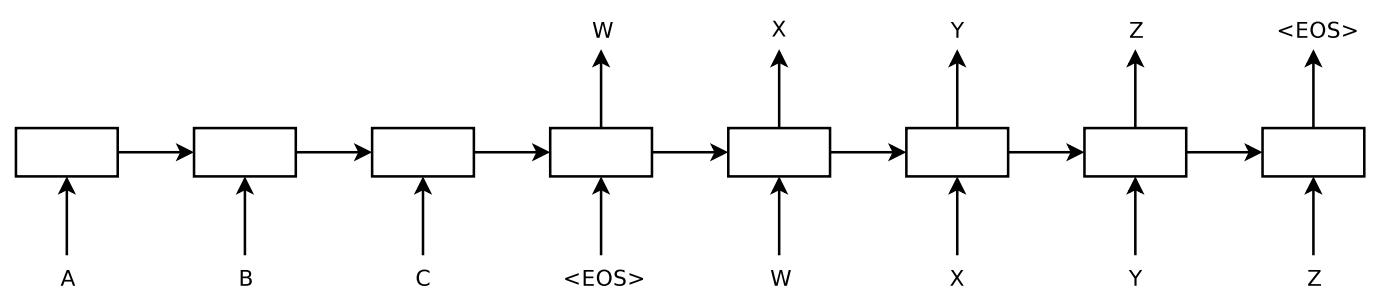 W X Y Z <EOS>
A B C <EOS> W X Y Z